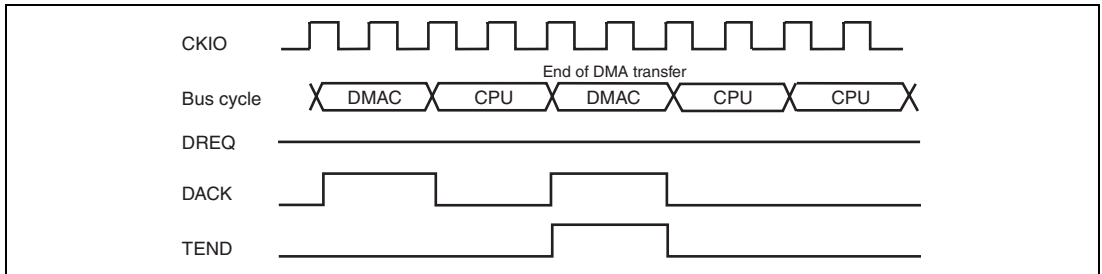 CKIO
End of DMA transfer
Bus cycle DMAC CPU DMAC CPU CPU
DREQ
DACK
TEND